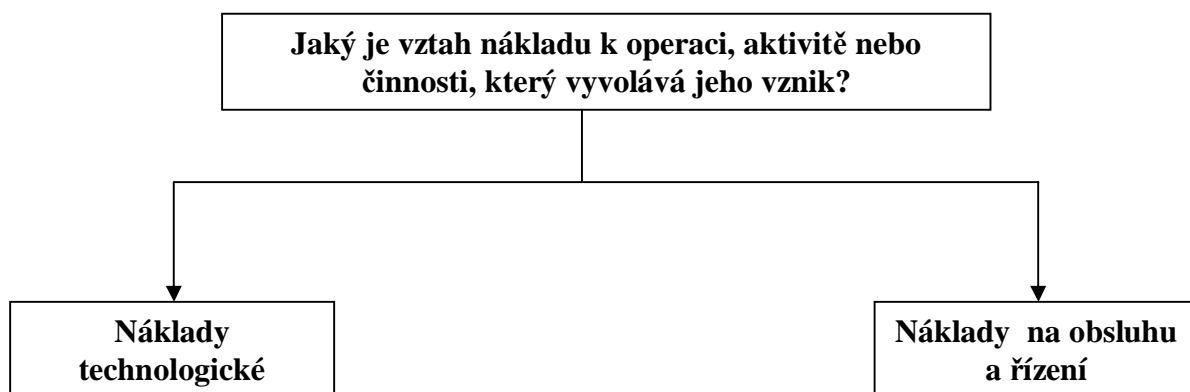 Jaký je vztah nákladu k operaci, aktivitě nebo
činnosti, který vyvolává jeho vznik?
Náklady
technologické
Náklady na obsluhu
a řízení